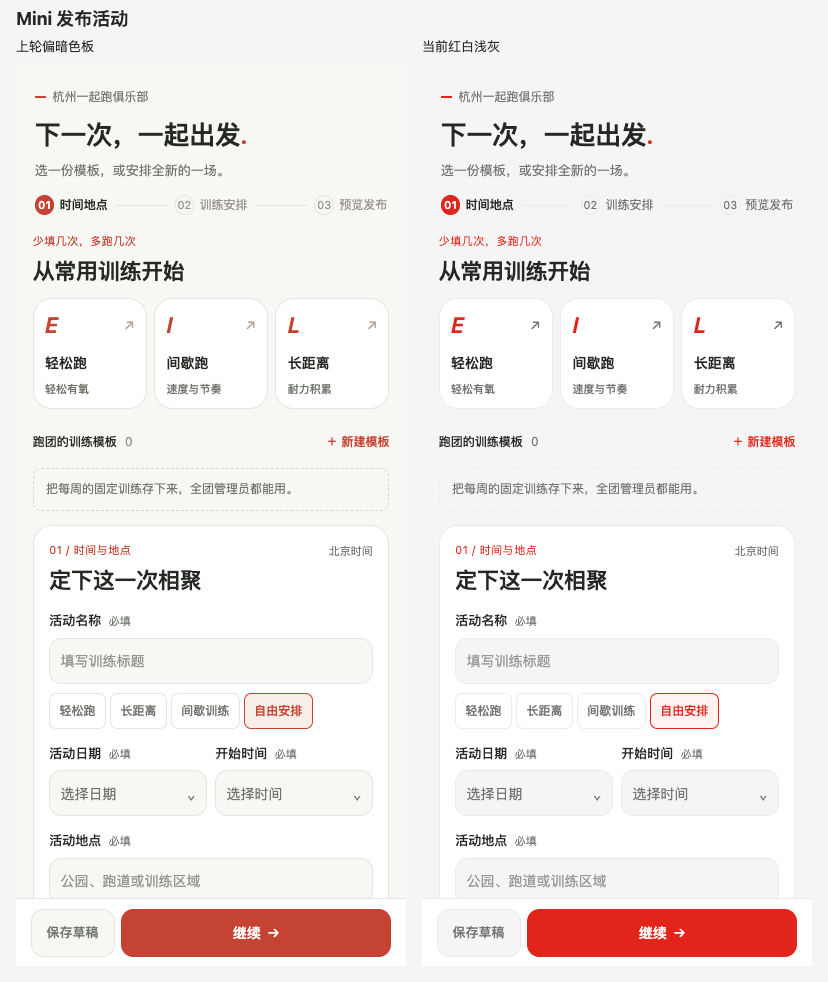 Mini 发布活动
上轮偏暗色板
杭州一起跑俱乐部
下一次，一起出发.
选一份模板，或安排全新的一场。
01 时间地点 02 训练安排 03 预览发布
少填几次，多跑几次
从常用训练开始
E ↗ I ↗ L ↗
轻松跑 间歇跑 长距离
轻松有氧 速度与节奏 耐力积累
跑团的训练模板 0 + 新建模板
把每周的固定训练存下来，全团管理员都能用。
01 / 时间与地点 北京时间
定下这一次相聚
活动名称 必填
填写训练标题
轻松跑 长距离 间歇训练 自由安排
活动日期 必填 开始时间 必填
选择日期 选择时间
活动地点 必填
公园、跑道或训练区域
保存草稿 继续 →
当前红白浅灰
杭州一起跑俱乐部
下一次，一起出发.
选一份模板，或安排全新的一场。
01 时间地点 02 训练安排 03 预览发布
少填几次，多跑几次
从常用训练开始
E ↗ I ↗ L ↗
轻松跑 间歇跑 长距离
轻松有氧 速度与节奏 耐力积累
跑团的训练模板 0 + 新建模板
把每周的固定训练存下来，全团管理员都能用。
01 / 时间与地点 北京时间
定下这一次相聚
活动名称 必填
填写训练标题
轻松跑 长距离 间歇训练 自由安排
活动日期 必填 开始时间 必填
选择日期 选择时间
活动地点 必填
公园、跑道或训练区域
保存草稿 继续 →